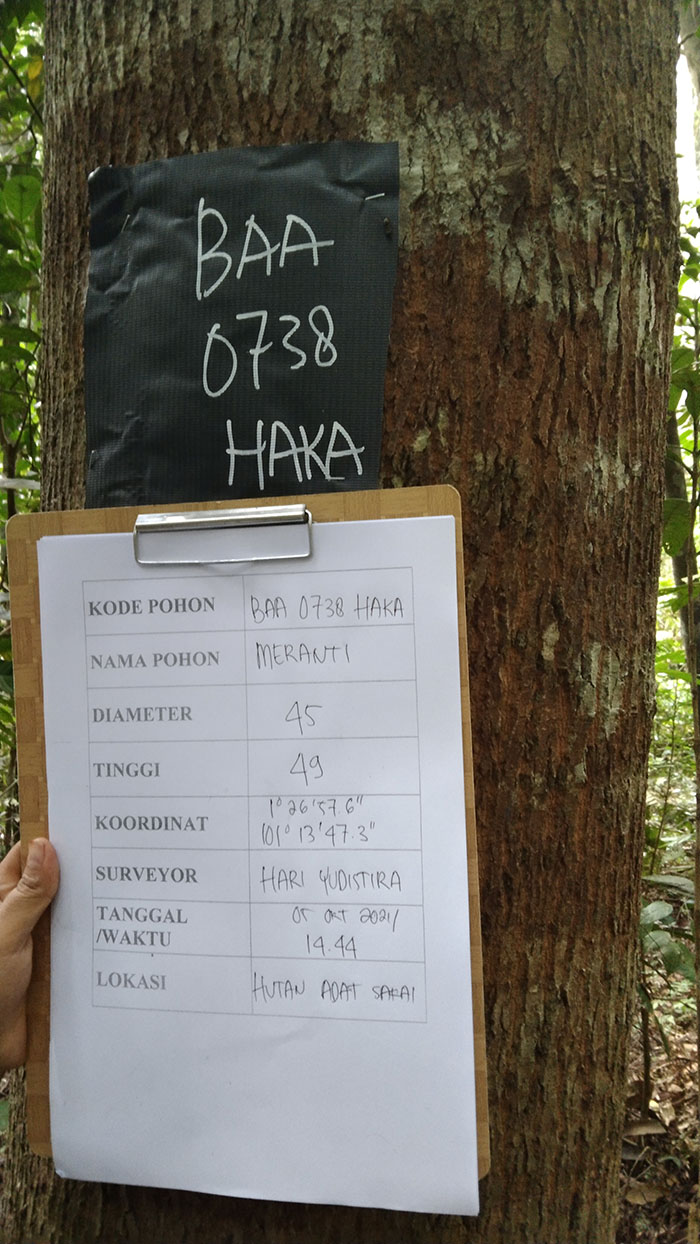 BAA
0738
HAKA
KODE POHON BAA 0738 HAKA
NAMA POHON MERANTI
DIAMETER 45
TINGGI 49
KOORDINAT 1° 26'57.6"
101° 13'47.3"
SURVEYOR HARI YUDISTIRA
TANGGAL 05 OKT 2021/
/WAKTU 14.44
LOKASI HUTAN ADAT SAKAI